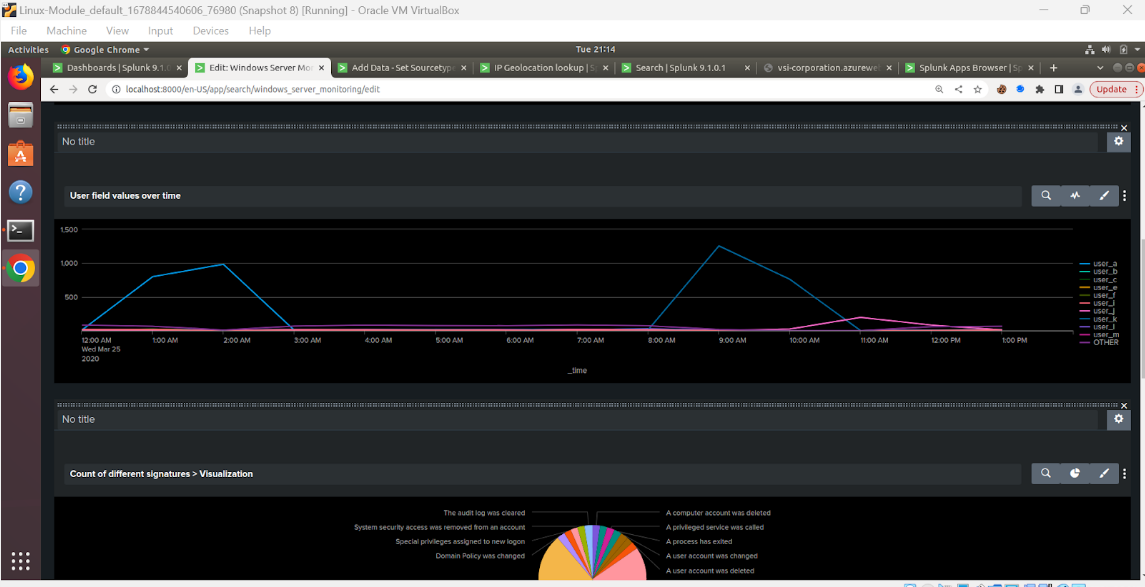 Linux-Module_default_1678844540606_76980 (Snapshot 8) [Running] - Oracle VM VirtualBox
File Machine View Input Devices Help
Activities Google Chrome Tue 21:14
Dashboards | Splunk 9.1.0 Edit: Windows Server Mo Add Data - Set Sourcetype IP Geolocation lookup | S Search | Splunk 9.1.0.1 vsi-corporation.azurewe Splunk Apps Browser | Sp
localhost:8000/en-US/app/search/windows_server_monitoring/edit Update
No title
User field values over time
1,500
1,000
500
user_a
user_b
user_c
user_e
user_f
user_i
user_j
user_k
user_l
user_m
OTHER
12:00 AM 1:00 AM 2:00 AM 3:00 AM 4:00 AM 5:00 AM 6:00 AM 7:00 AM 8:00 AM 9:00 AM 10:00 AM 11:00 AM 12:00 PM 1:00 PM
Wed Mar 25
2020
_time
No title
Count of different signatures > Visualization
The audit log was cleared A computer account was deleted
System security access was removed from an account A privileged service was called
Special privileges assigned to new logon A process has exited
Domain Policy was changed A user account was changed
A user account was deleted